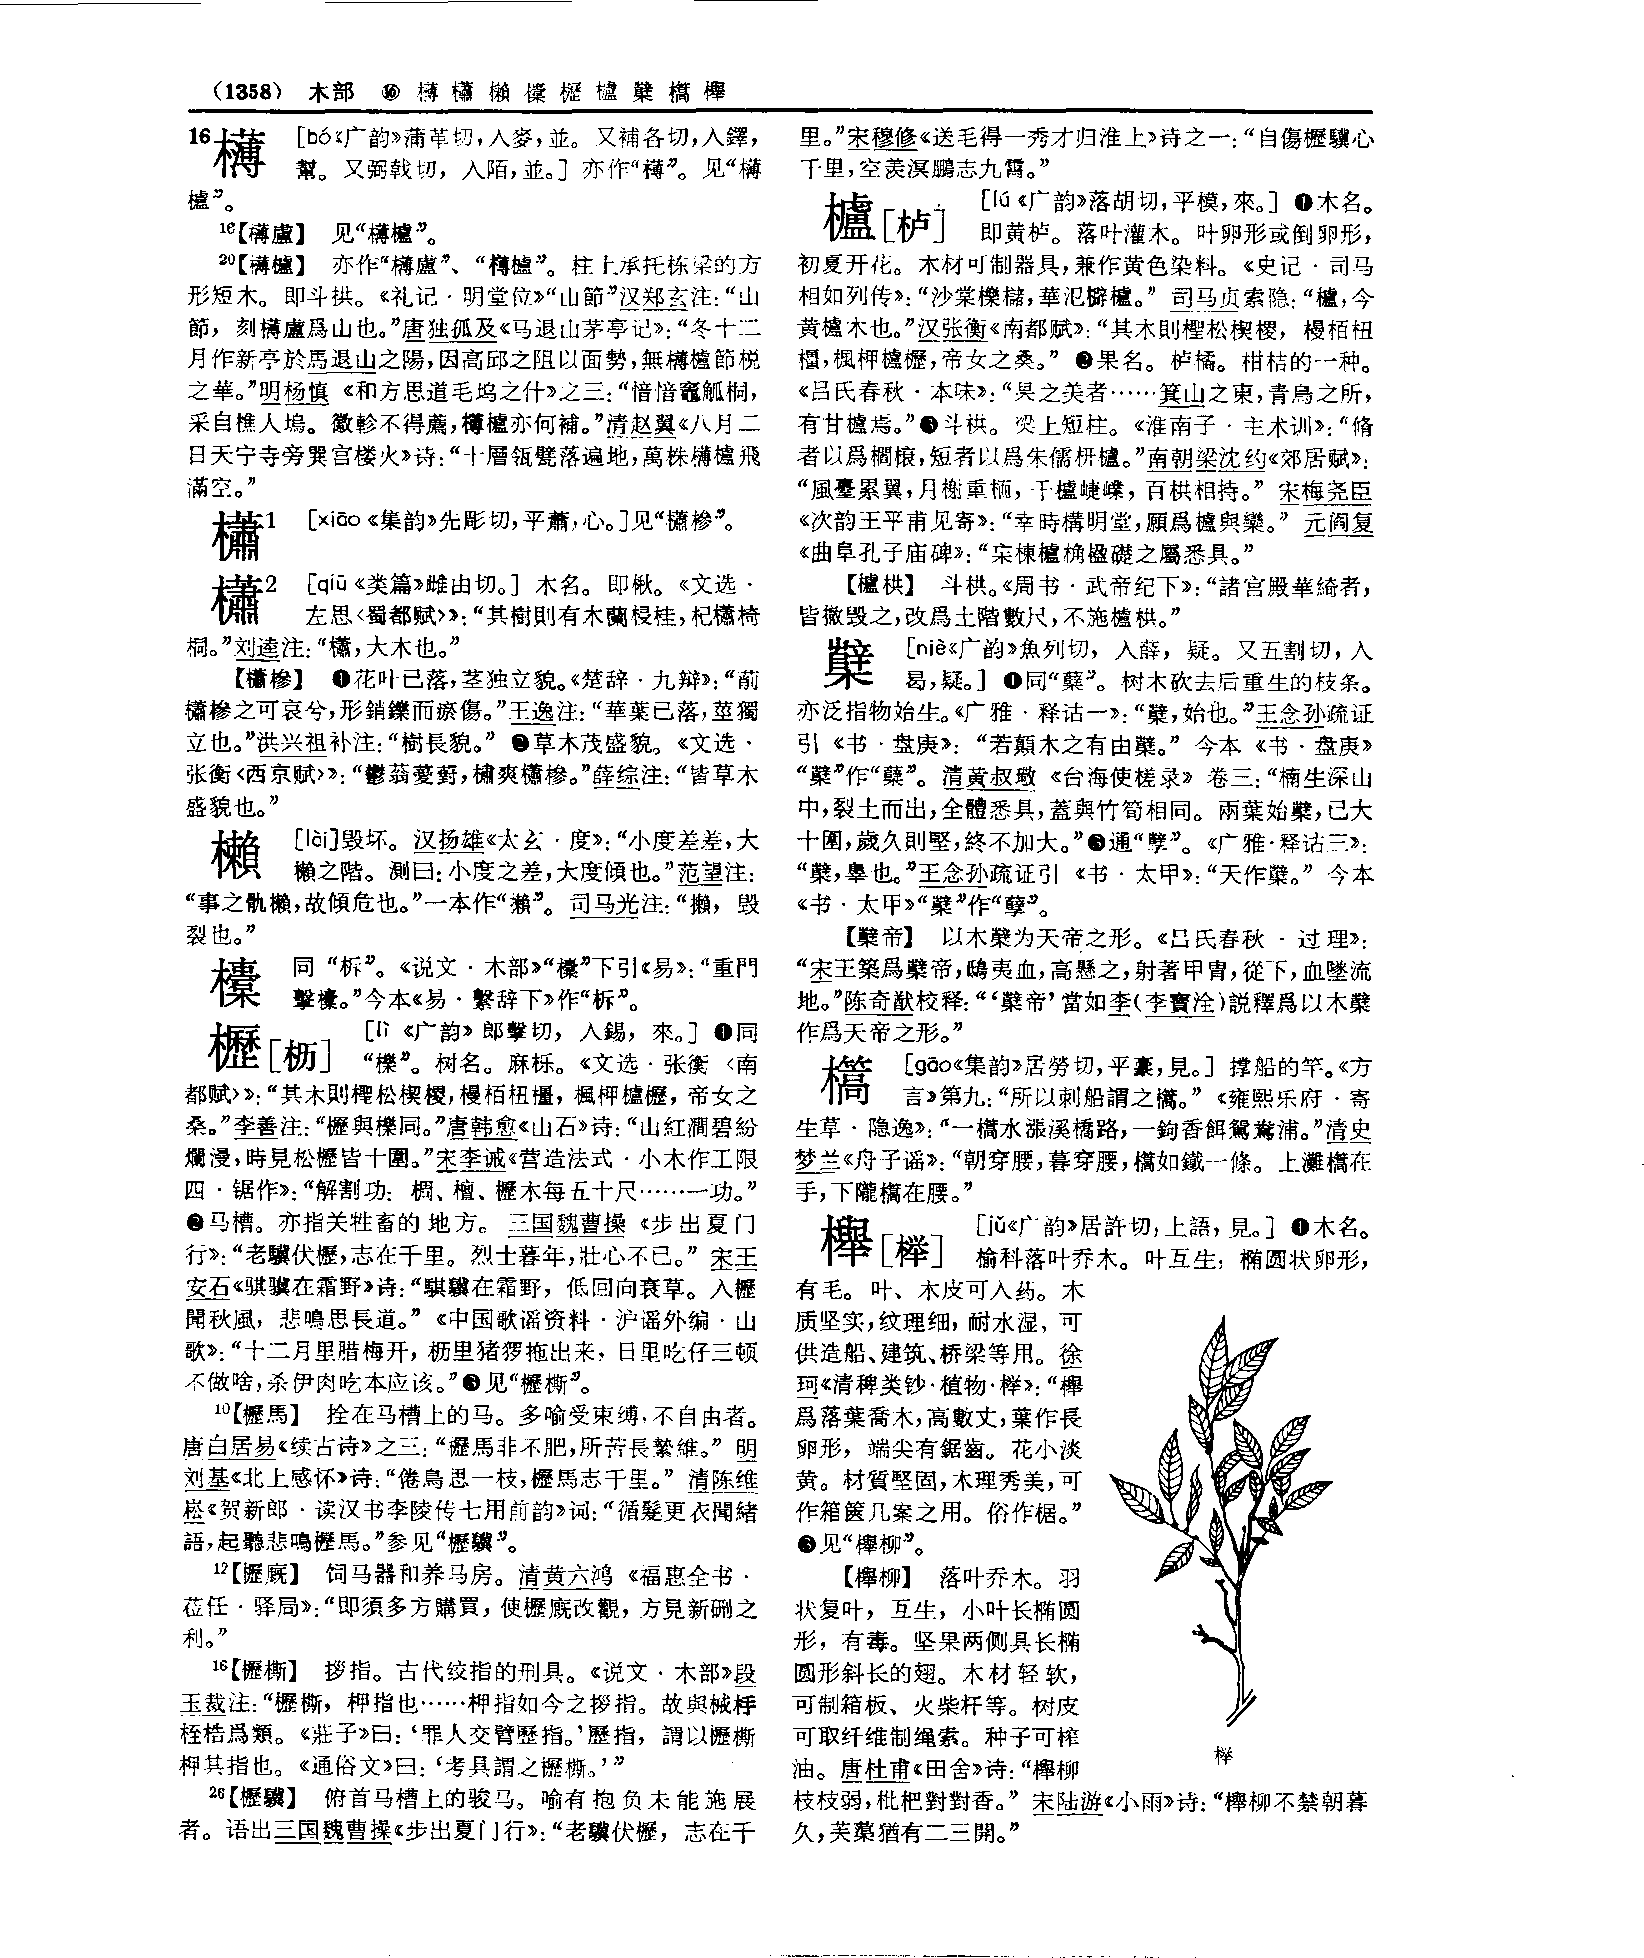 (1358) 木部 ⑯ 欂櫹櫴櫜櫪櫨櫱檺櫸
16欂 [bó《广韵》蒲革切,入麥,並。又補各切,入鐸,
幫。又弼戟切,入陌,並。] 亦作“欂”。见“欂
櫨”。
16【欂盧】 见“欂櫨”。
20【欂櫨】 亦作“欂盧”、“欂櫨”。柱上承托栋梁的方
形短木。即斗拱。《礼记·明堂位》“山節”汉郑玄注:“山
節,刻欂盧爲山也。”唐独孤及《马退山茅亭记》:“冬十二
月作新亭於馬退山之陽,因高邱之阻以面勢,無欂櫨節棁
之華。”明杨慎《和方思道毛坞之什》之三:“愔愔竈觚桐,
采自樵人塢。徽軫不得薦,欂櫨亦何補。”清赵翼《八月二
日天宁寺旁巽宫楼火》诗:“十層瓴甓落遍地,萬株欂櫨飛
滿空。”
櫹1 [xiāo《集韵》先彫切,平蕭,心。]见“櫹槮”。
櫹2 [qiū《类篇》雌由切。] 木名。即楸。《文选·
左思〈蜀都赋〉》:“其樹則有木蘭梫桂,杞櫹椅
桐。”刘逵注:“櫹,大木也。”
【櫹槮】 ❶花叶已落,茎独立貌。《楚辞·九辩》:“萷
櫹槮之可哀兮,形銷鑠而瘀傷。”王逸注:“華葉已落,莖獨
立也。”洪兴祖补注:“樹長貌。” ❷草木茂盛貌。《文选·
张衡〈西京赋〉》:“鬱蓊薆薱,橚爽櫹槮。”薛综注:“皆草木
盛貌也。”
櫴 [lài]毁坏。汉扬雄《太玄·度》:“小度差差,大
櫴之階。測曰:小度之差,大度傾也。”范望注:
“事之骩櫴,故傾危也。”一本作“㿙”。司马光注:“攋,毁
裂也。”
同“柝”。《说文·木部》“㯱”下引《易》:“重門
擊㯱。”今本《易·繫辞下》作“柝”。
櫪[枥] [lì《广韵》郎擊切,入錫,來。] ❶同
“櫟”。树名。麻栎。《文选·张衡〈南
都赋〉》:“其木則檉松楔㮨,槾栢杻橿,楓柙櫨櫪,帝女之
桑。”李善注:“櫪與櫟同。”唐韩愈《山石》诗:“山紅澗碧紛
爛漫,時見松櫪皆十圍。”宋李诫《营造法式·小木作工限
四·锯作》:“解割功:椆、檀、櫪木每五十尺……一功。”
❷马槽。亦指关牲畜的地方。三国魏曹操《步出夏门
行》:“老驥伏櫪,志在千里。烈士暮年,壯心不已。”宋王
安石《骐骥在霜野》诗:“騏驥在霜野,低回向衰草。入櫪
聞秋風,悲鳴思長道。”《中国歌谣资料·沪谣外编·山
歌》:“十二月里腊梅开,枥里猪猡拖出来,日里吃仔三顿
不做啥,杀伊肉吃本应该。”❸见“櫪㯕”。
10【櫪馬】 拴在马槽上的马。多喻受束缚,不自由者。
唐白居易《续古诗》之三:“櫪馬非不肥,所苦長縶維。”明
刘基《北上感怀》诗:“倦鳥思一枝,櫪馬志千里。”清陈维
崧《贺新郎·读汉书李陵传七用前韵》词:“循髮更衣聞緒
語,起聽悲鳴櫪馬。”参见“櫪驥”。
12【櫪廐】 饲马器和养马房。清黄六鸿《福惠全书·
莅任·驿局》:“即須多方購買,使櫪廐改觀,方見新硎之
利。”
16【櫪㯕】 拶指。古代绞指的刑具。《说文·木部》段
玉裁注:“櫪㯕,柙指也……柙指如今之拶指。故與械杽
桎梏爲類。《莊子》曰:‘罪人交臂歷指。’歷指,謂以櫪㯕
柙其指也。《通俗文》曰:‘考具謂之櫪㯕。’”
26【櫪驥】 俯首马槽上的骏马。喻有抱负未能施展
者。语出三国魏曹操《步出夏门行》:“老驥伏櫪,志在千
里。”宋穆修《送毛得一秀才归淮上》诗之一:“自傷櫪驥心
千里,空羡溟鵬志九霄。”
櫨[栌] [lú《广韵》落胡切,平模,來。] ❶木名。
即黄栌。落叶灌木。叶卵形或倒卵形,
初夏开花。木材可制器具,兼作黄色染料。《史记·司马
相如列传》:“沙棠櫟櫧,華氾檘櫨。”司马贞索隐:“櫨,今
黄櫨木也。”汉张衡《南都赋》:“其木則檉松楔㮨,槾栢杻
橿,楓柙櫨櫪,帝女之桑。” ❷果名。栌橘。柑桔的一种。
《吕氏春秋·本味》:“果之美者……箕山之東,青鳥之所,
有甘櫨焉。”❸斗栱。梁上短柱。《淮南子·主术训》:“脩
者以爲櫩榱,短者以爲朱儒枅櫨。”南朝梁沈约《郊居赋》:
“風臺累翼,月榭重栭,千櫨㨗嶫,百栱相持。”宋梅尧臣
《次韵王平甫见寄》:“幸時構明堂,願爲櫨與欒。”元阎复
《曲阜孔子庙碑》:“宋棟櫨桷楹礎之屬悉具。”
【櫨栱】 斗栱。《周书·武帝纪下》:“諸宫殿華綺者,
皆撤毁之,改爲土階數尺,不施櫨栱。”
櫱 [niè《广韵》魚列切,入薛,疑。又五割切,入
曷,疑。] ❶同“蘖”。树木砍去后重生的枝条。
亦泛指物始生。《广雅·释诂一》:“櫱,始也。”王念孙疏证
引《书·盘庚》:“若顛木之有由櫱。”今本《书·盘庚》
“櫱”作“蘖”。清黄叔璥《台海使槎录》卷三:“楠生深山
中,裂土而出,全體悉具,蓋與竹筍相同。兩葉始櫱,已大
十圍,歲久則堅,終不加大。”❷通“孽”。《广雅·释诂三》:
“櫱,辠也。”王念孙疏证引《书·太甲》:“天作櫱。”今本
《书·太甲》“櫱”作“孽”。
【櫱帝】 以木櫱为天帝之形。《吕氏春秋·过理》:
“宋王築爲櫱帝,鴟夷血,高懸之,射著甲胄,從下,血墜流
地。”陈奇猷校释:“‘櫱帝’當如李(李寶洤)説釋爲以木櫱
作爲天帝之形。”
檺 [gāo《集韵》居勞切,平豪,見。] 撑船的竿。《方
言》第九:“所以刺船謂之檺。”《雍熙乐府·寄
生草·隐逸》:“一檺水漲溪橋路,一鉤香餌鴛鴦浦。”清史
梦兰《舟子谣》:“朝穿腰,暮穿腰,檺如鐵一條。上灘檺在
手,下隴檺在腰。”
櫸[榉] [jǔ《广韵》居許切,上語,見。] ❶木名。
榆科落叶乔木。叶互生,椭圆状卵形,
有毛。叶、木皮可入药。木
质坚实,纹理细,耐水湿,可
供造船、建筑、桥梁等用。徐
珂《清稗类钞·植物·榉》:“櫸
爲落葉喬木,高數丈,葉作長
卵形,端尖有鋸齒。花小淡
黄。材質堅固,木理秀美,可
作箱篋几案之用。俗作椐。”
❷见“櫸柳”。
【櫸柳】 落叶乔木。羽
状复叶,互生,小叶长椭圆
形,有毒。坚果两侧具长椭
圆形斜长的翅。木材轻软,
可制箱板、火柴杆等。树皮
可取纤维制绳索。种子可榨
油。唐杜甫《田舍》诗:“櫸柳
枝枝弱,枇杷對對香。”宋陆游《小雨》诗:“櫸柳不禁朝暮
久,芙蕖猶有二三開。”
榉